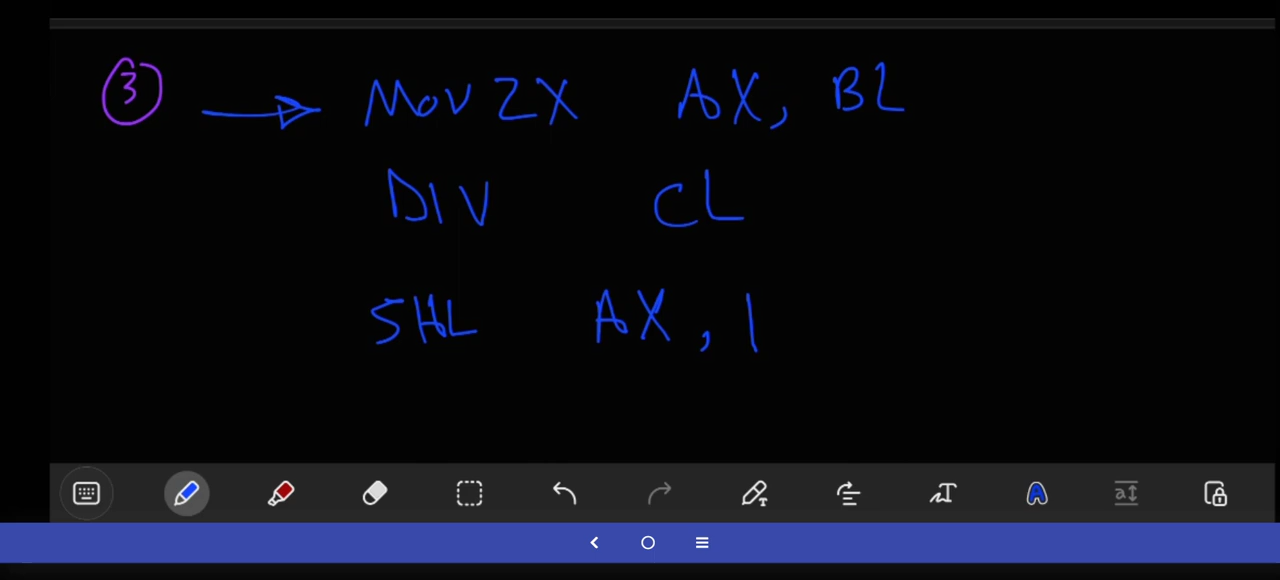 3 → MOVZX AX, BL
DIV CL
SHL AX, 1